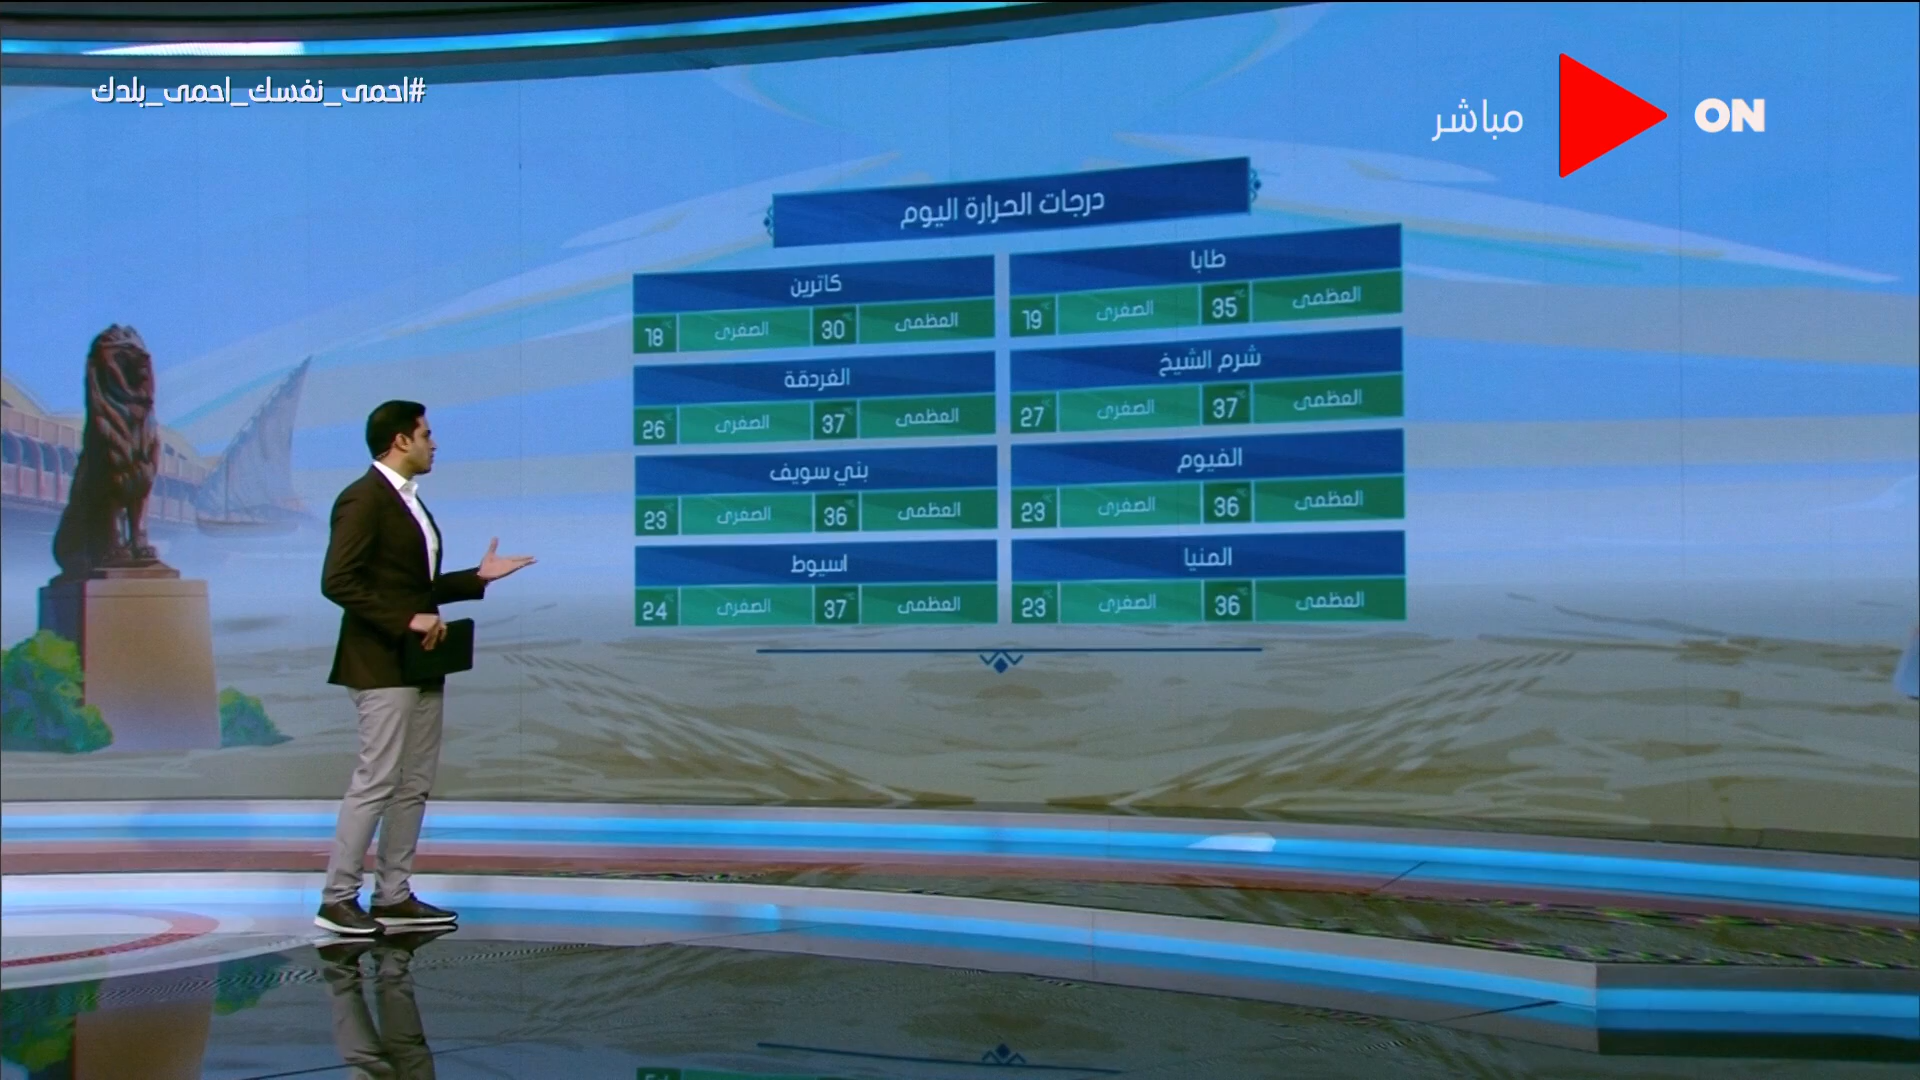 #احمى_نفسك_احمى_بلدك
مباشر ON
درجات الحرارة اليوم
طابا
العظمى 35 الصغرى 19
كاترين
العظمى 30 الصغرى 18
شرم الشيخ
العظمى 37 الصغرى 27
الغردقة
العظمى 37 الصغرى 26
الفيوم
العظمى 36 الصغرى 23
بني سويف
العظمى 36 الصغرى 23
المنيا
العظمى 36 الصغرى 23
اسيوط
العظمى 37 الصغرى 24